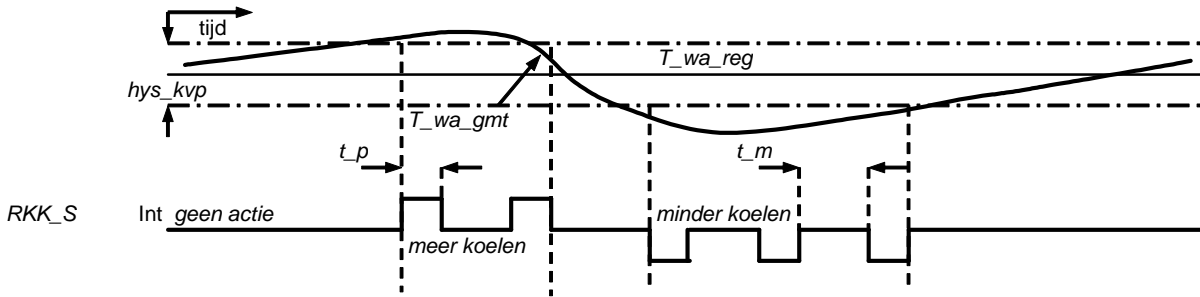 tijd
T_wa_reg
hys_kvp
T_wa_gmt
t_p
t_m
RKK_S Int geen actie
minder koelen
meer koelen